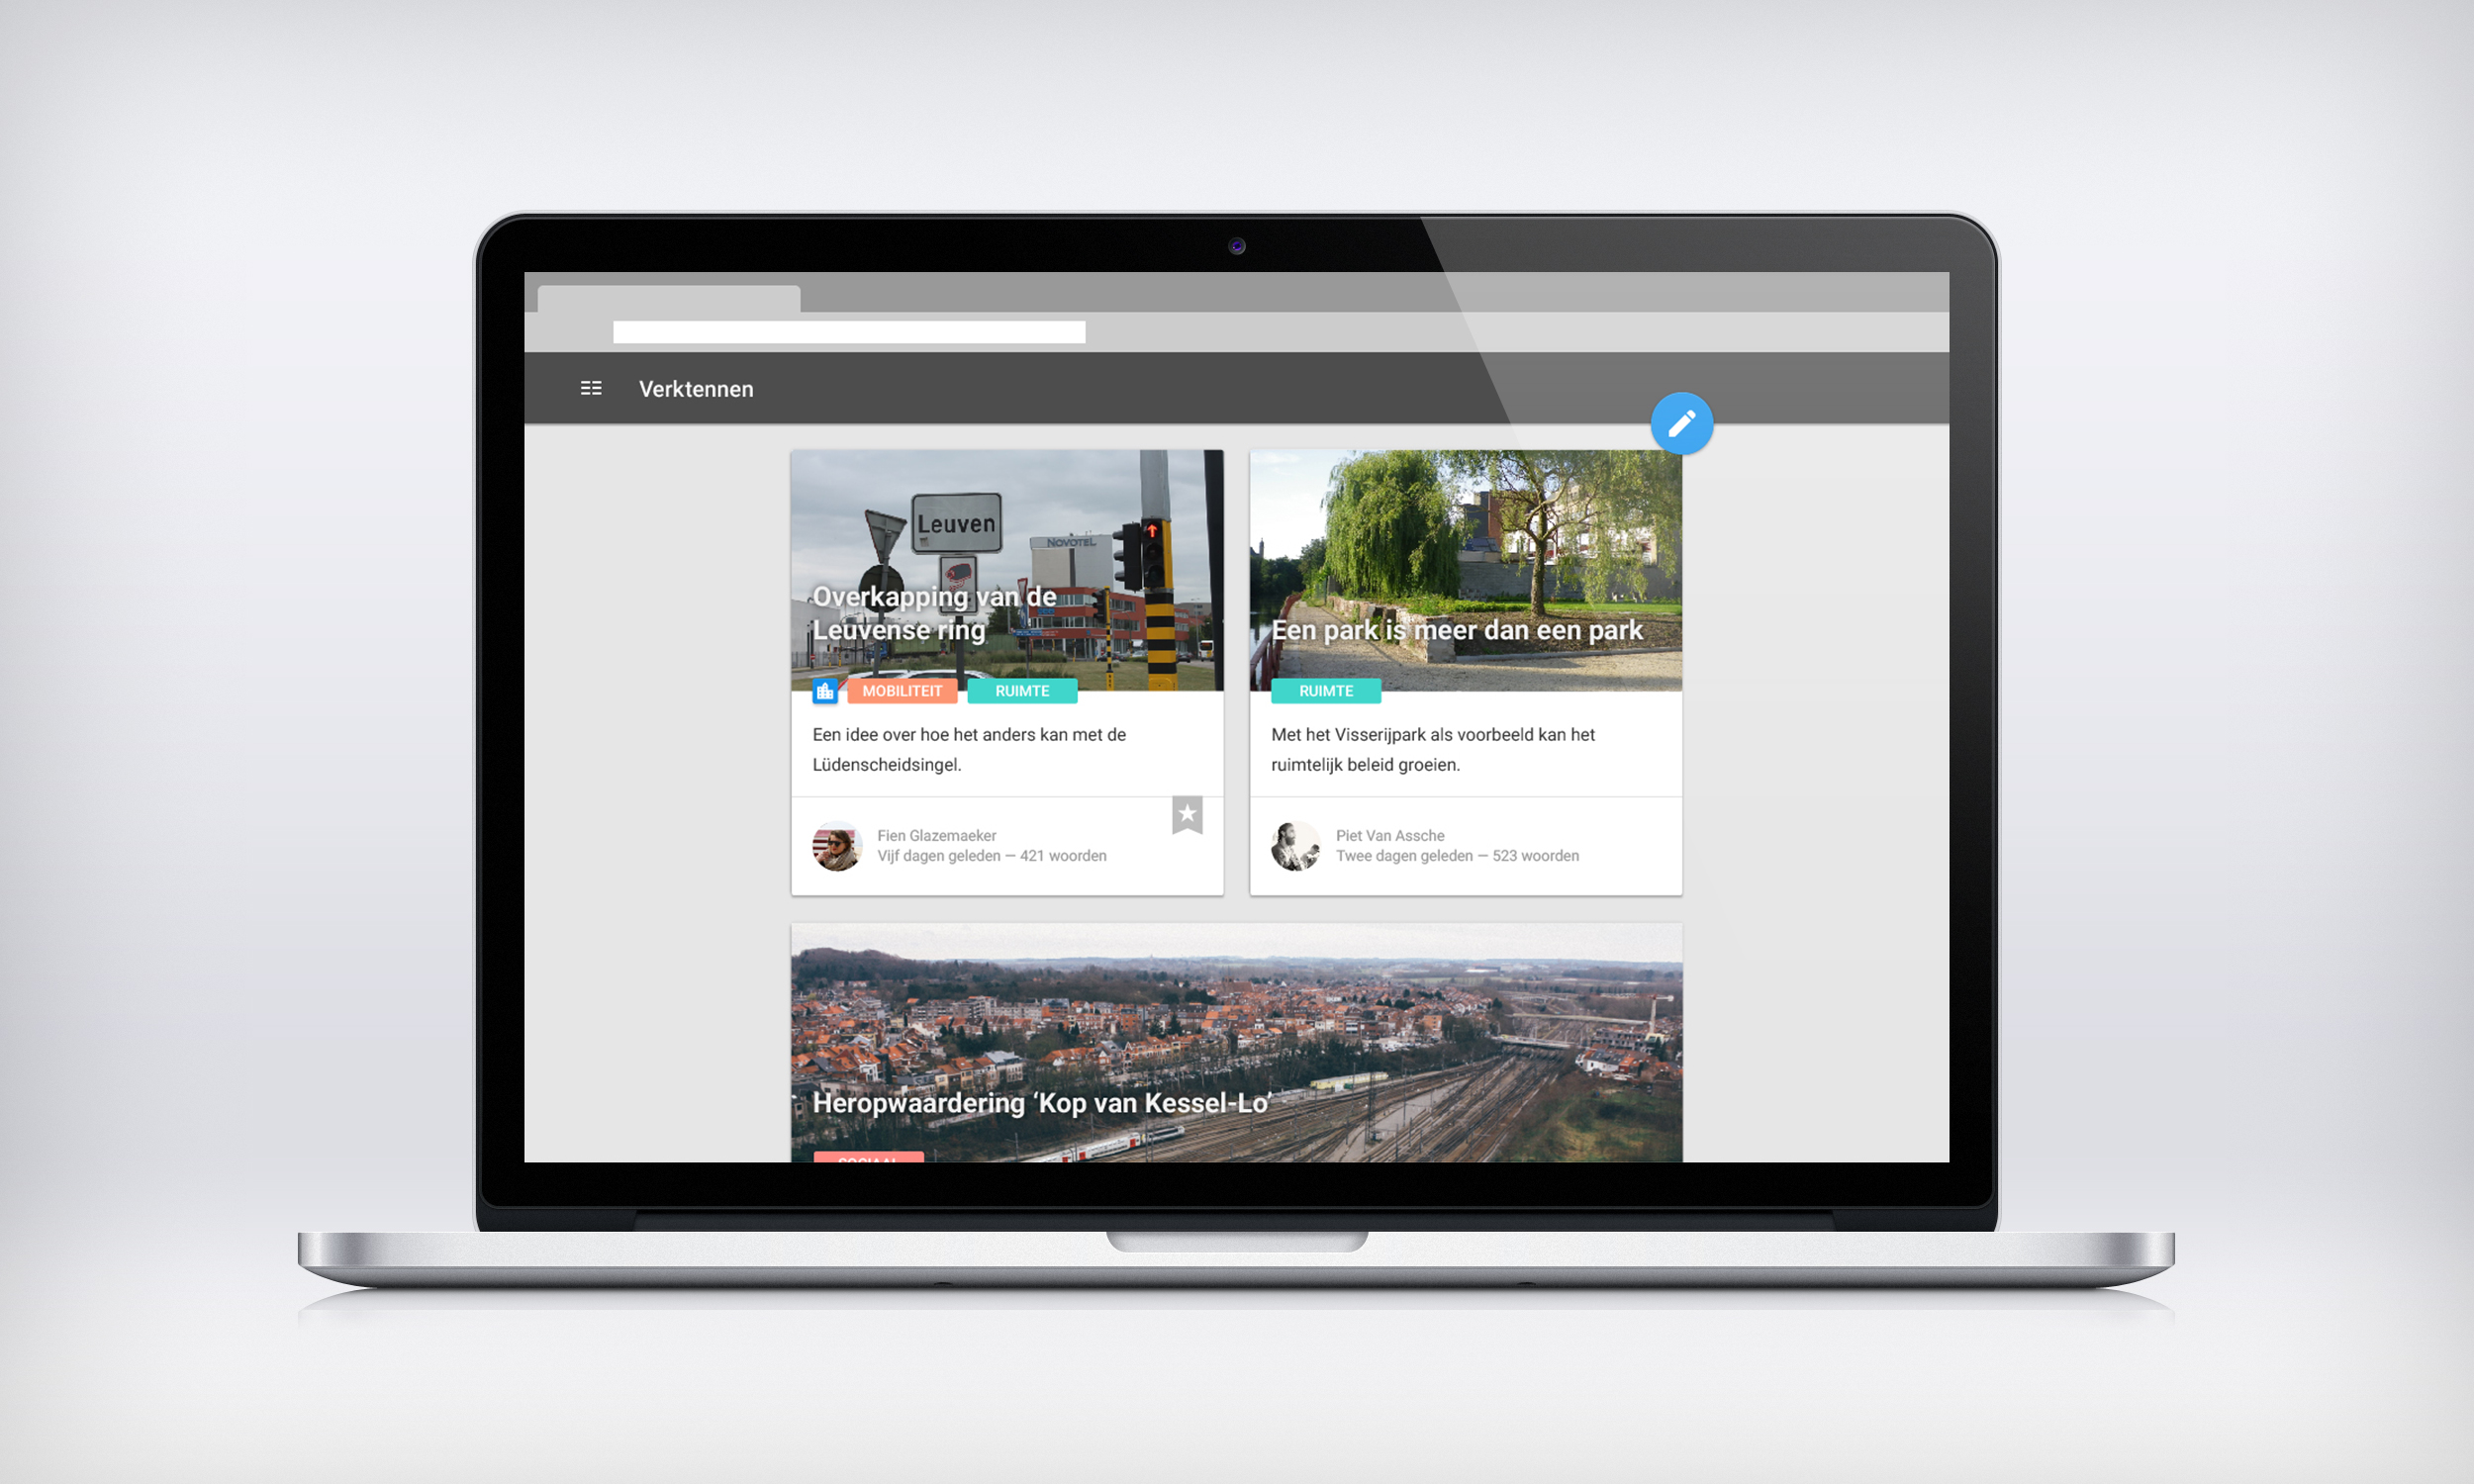 Verktennen
Leuven
NOVOTEL
Overkapping van de
Leuvense ring
Een park is meer dan een park
MOBILITEIT
RUIMTE
RUIMTE
Een idee over hoe het anders kan met de
Lüdenscheidsingel.
Met het Visserijpark als voorbeeld kan het
ruimtelijk beleid groeien.
Fien Glazemaeker
Vijf dagen geleden — 421 woorden
Piet Van Assche
Twee dagen geleden — 523 woorden
Heropwaardering ‘Kop van Kessel-Lo’
SOCIAAL